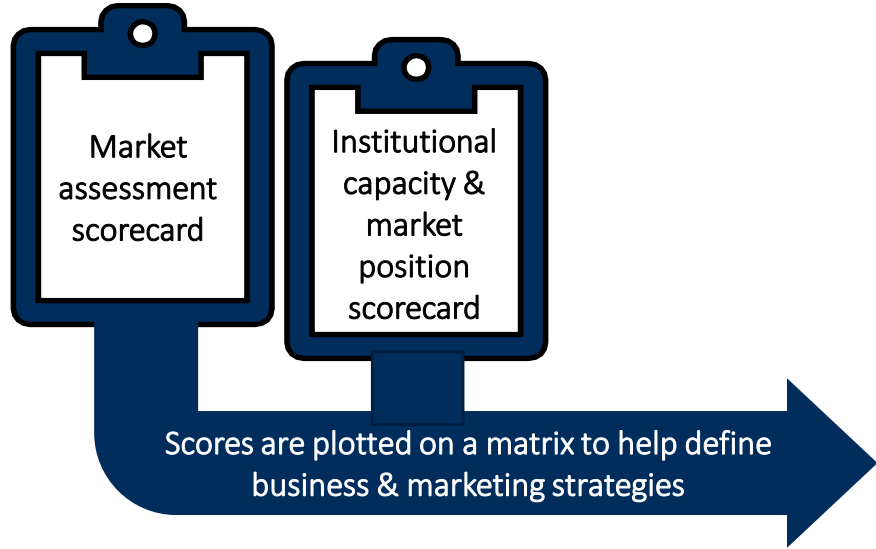 Market
assessment
scorecard
Institutional
capacity &
market
position
scorecard
Scores are plotted on a matrix to help define
business & marketing strategies